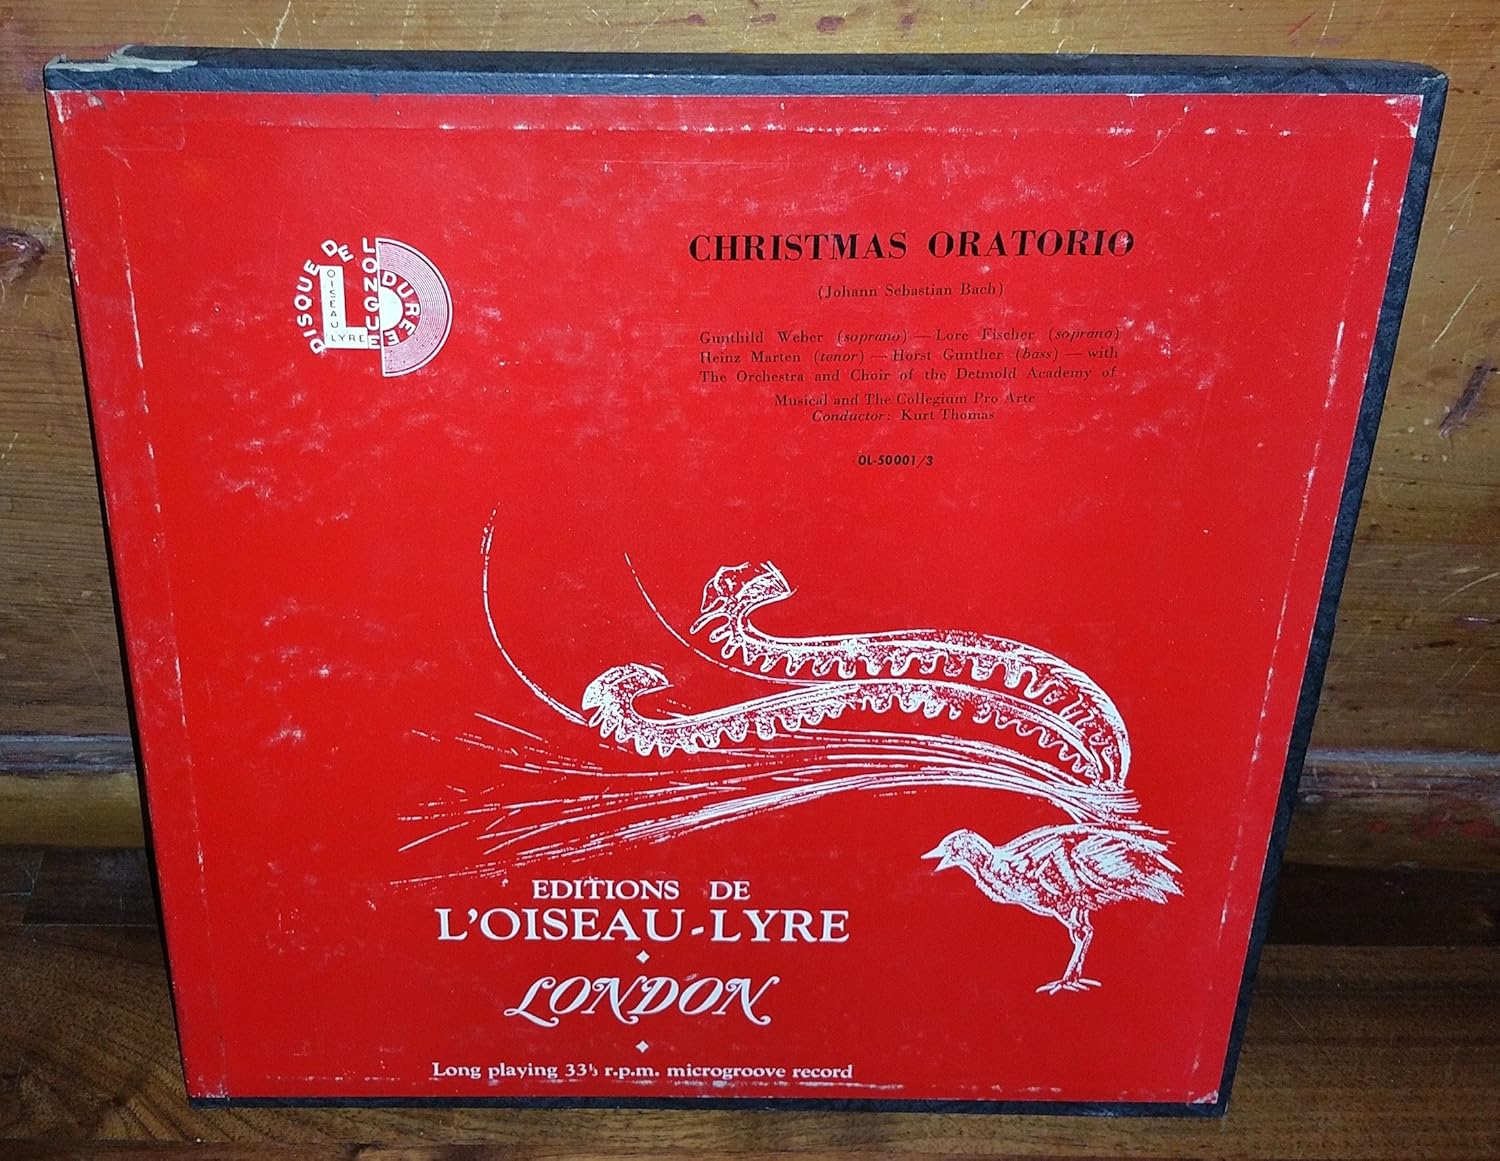 DISQUE DE LONGUE DUREE
OISEAU LYRE
CHRISTMAS ORATORIO
(Johann Sebastian Bach)
Gunthild Weber (soprano) — Lore Fischer (soprano)
Heinz Marten (tenor) — Horst Gunther (bass) — with
The Orchestra and Choir of the Detmold Academy of
Musical and The Collegium Pro Arte
Conductor: Kurt Thomas
OL-50001/3
EDITIONS DE
L'OISEAU-LYRE
LONDON
Long playing 33⅓ r.p.m. microgroove record